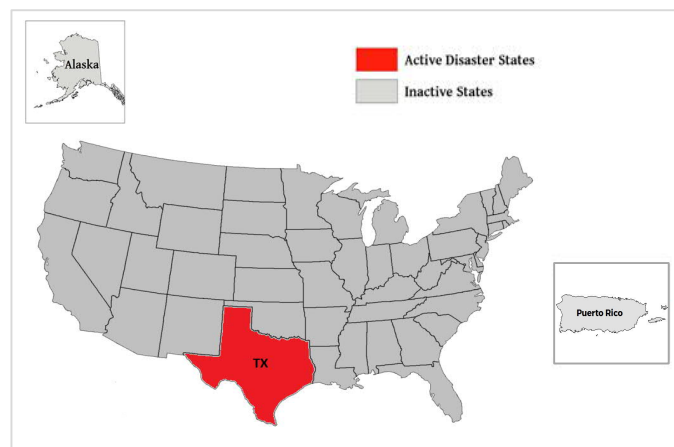 Alaska
Active Disaster States
Inactive States
Puerto Rico
TX